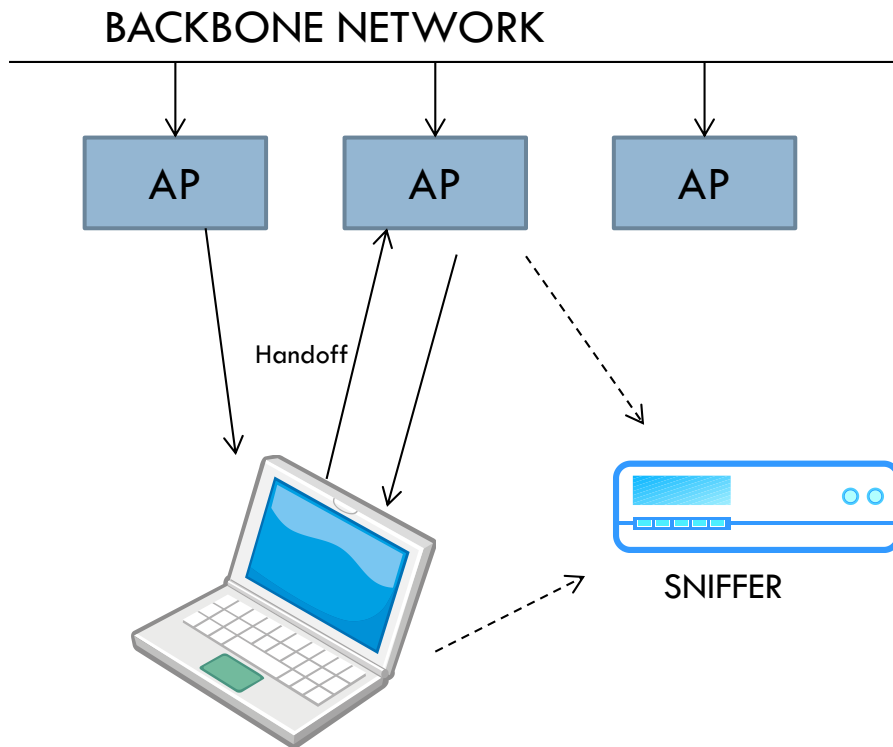 BACKBONE NETWORK
AP
AP
AP
Handoff
SNIFFER